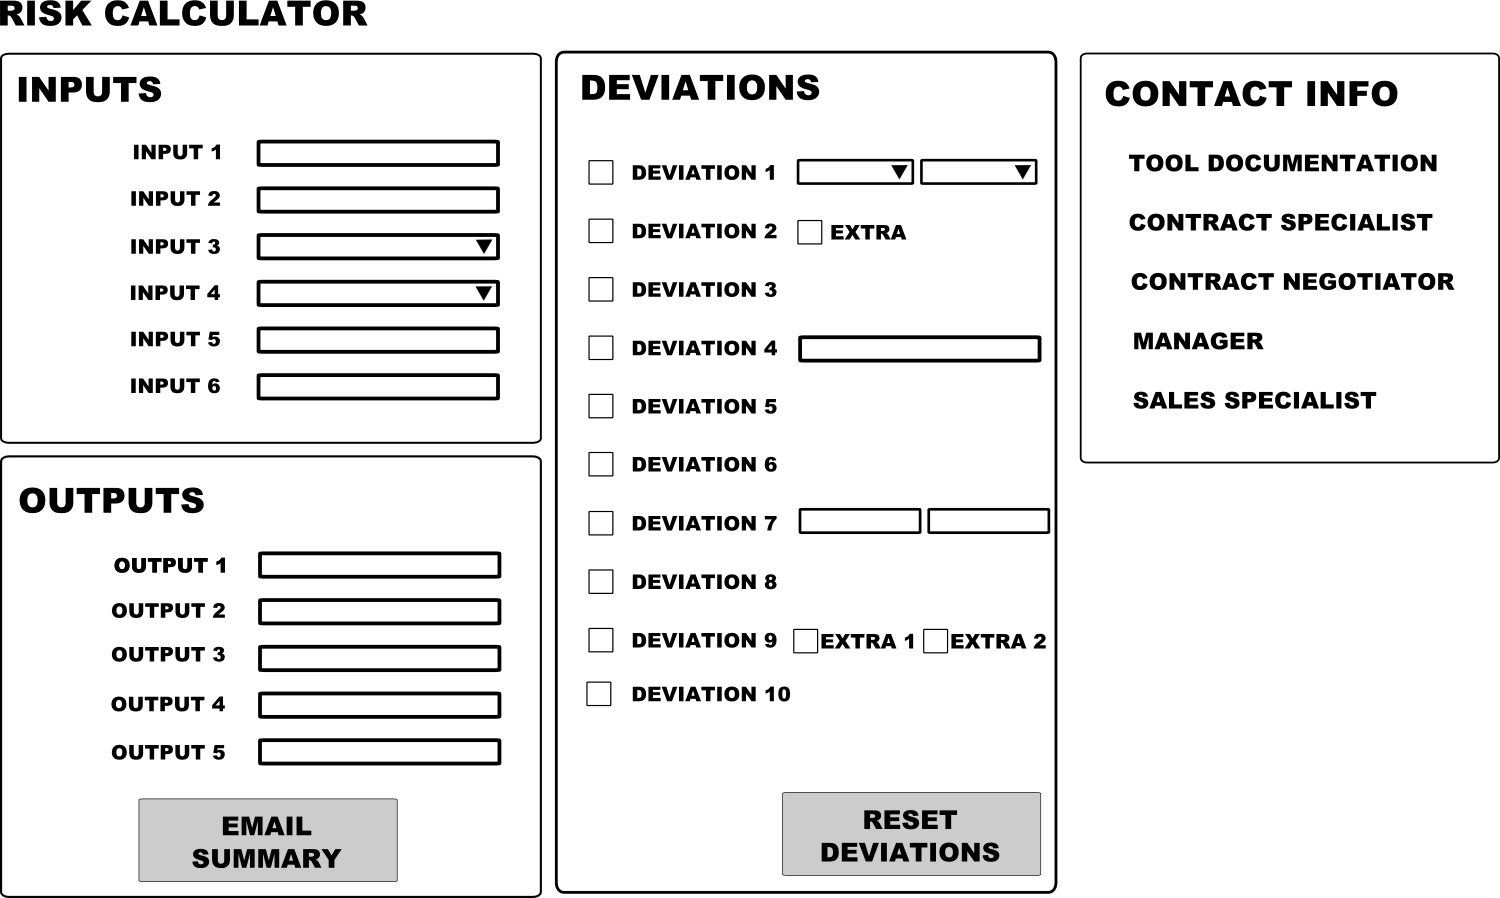 RISK CALCULATOR
INPUTS
INPUT 1
INPUT 2
INPUT 3
INPUT 4
INPUT 5
INPUT 6
OUTPUTS
OUTPUT 1
OUTPUT 2
OUTPUT 3
OUTPUT 4
OUTPUT 5
EMAIL
SUMMARY
DEVIATIONS
DEVIATION 1
DEVIATION 2 EXTRA
DEVIATION 3
DEVIATION 4
DEVIATION 5
DEVIATION 6
DEVIATION 7
DEVIATION 8
DEVIATION 9 EXTRA 1 EXTRA 2
DEVIATION 10
RESET
DEVIATIONS
CONTACT INFO
TOOL DOCUMENTATION
CONTRACT SPECIALIST
CONTRACT NEGOTIATOR
MANAGER
SALES SPECIALIST